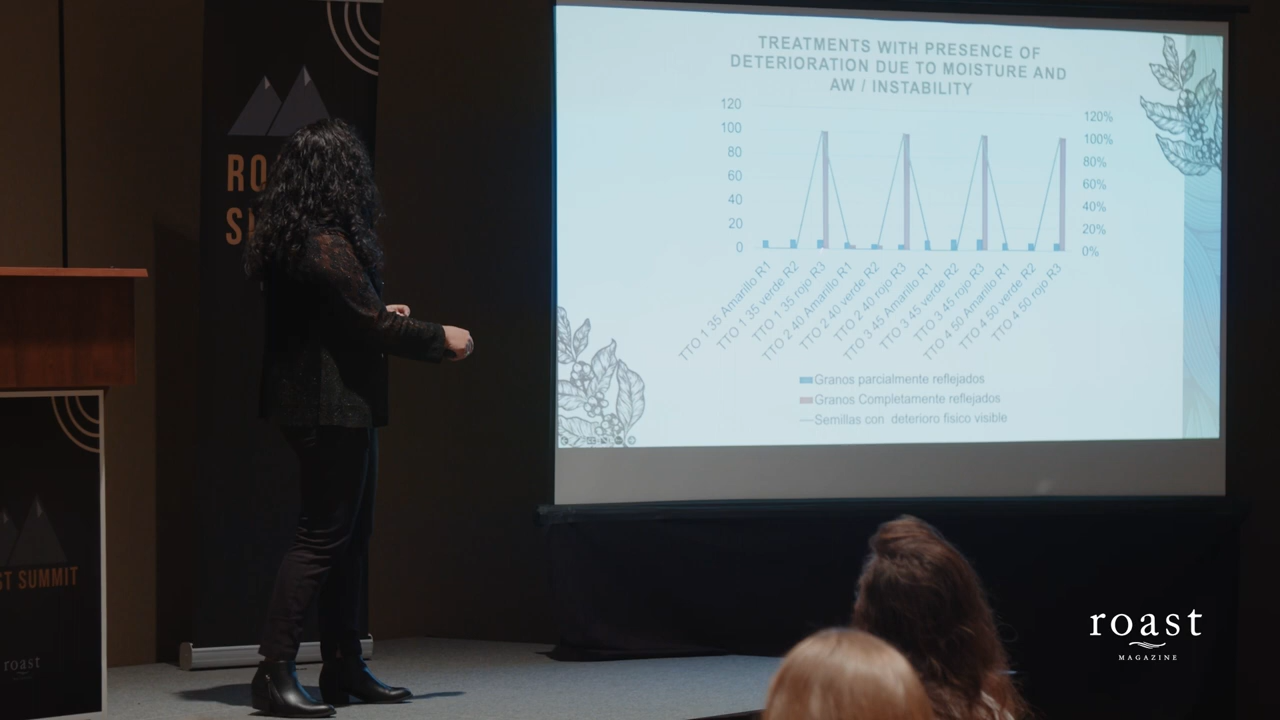 TREATMENTS WITH PRESENCE OF
DETERIORATION DUE TO MOISTURE AND
AW / INSTABILITY
120
100
80
60
40
20
0
120%
100%
80%
60%
40%
20%
0%
TTO 1 35 Amarillo R1
TTO 1 35 verde R2
TTO 1 35 rojo R3
TTO 2 40 Amarillo R1
TTO 2 40 verde R2
TTO 2 40 rojo R3
TTO 3 45 Amarillo R1
TTO 3 45 verde R2
TTO 3 45 rojo R3
TTO 4 50 Amarillo R1
TTO 4 50 verde R2
TTO 4 50 rojo R3
Granos parcialmente reflejados
Granos Completamente reflejados
Semillas con deterioro fisico visible
RO
S
ST SUMMIT
roast
roast
MAGAZINE